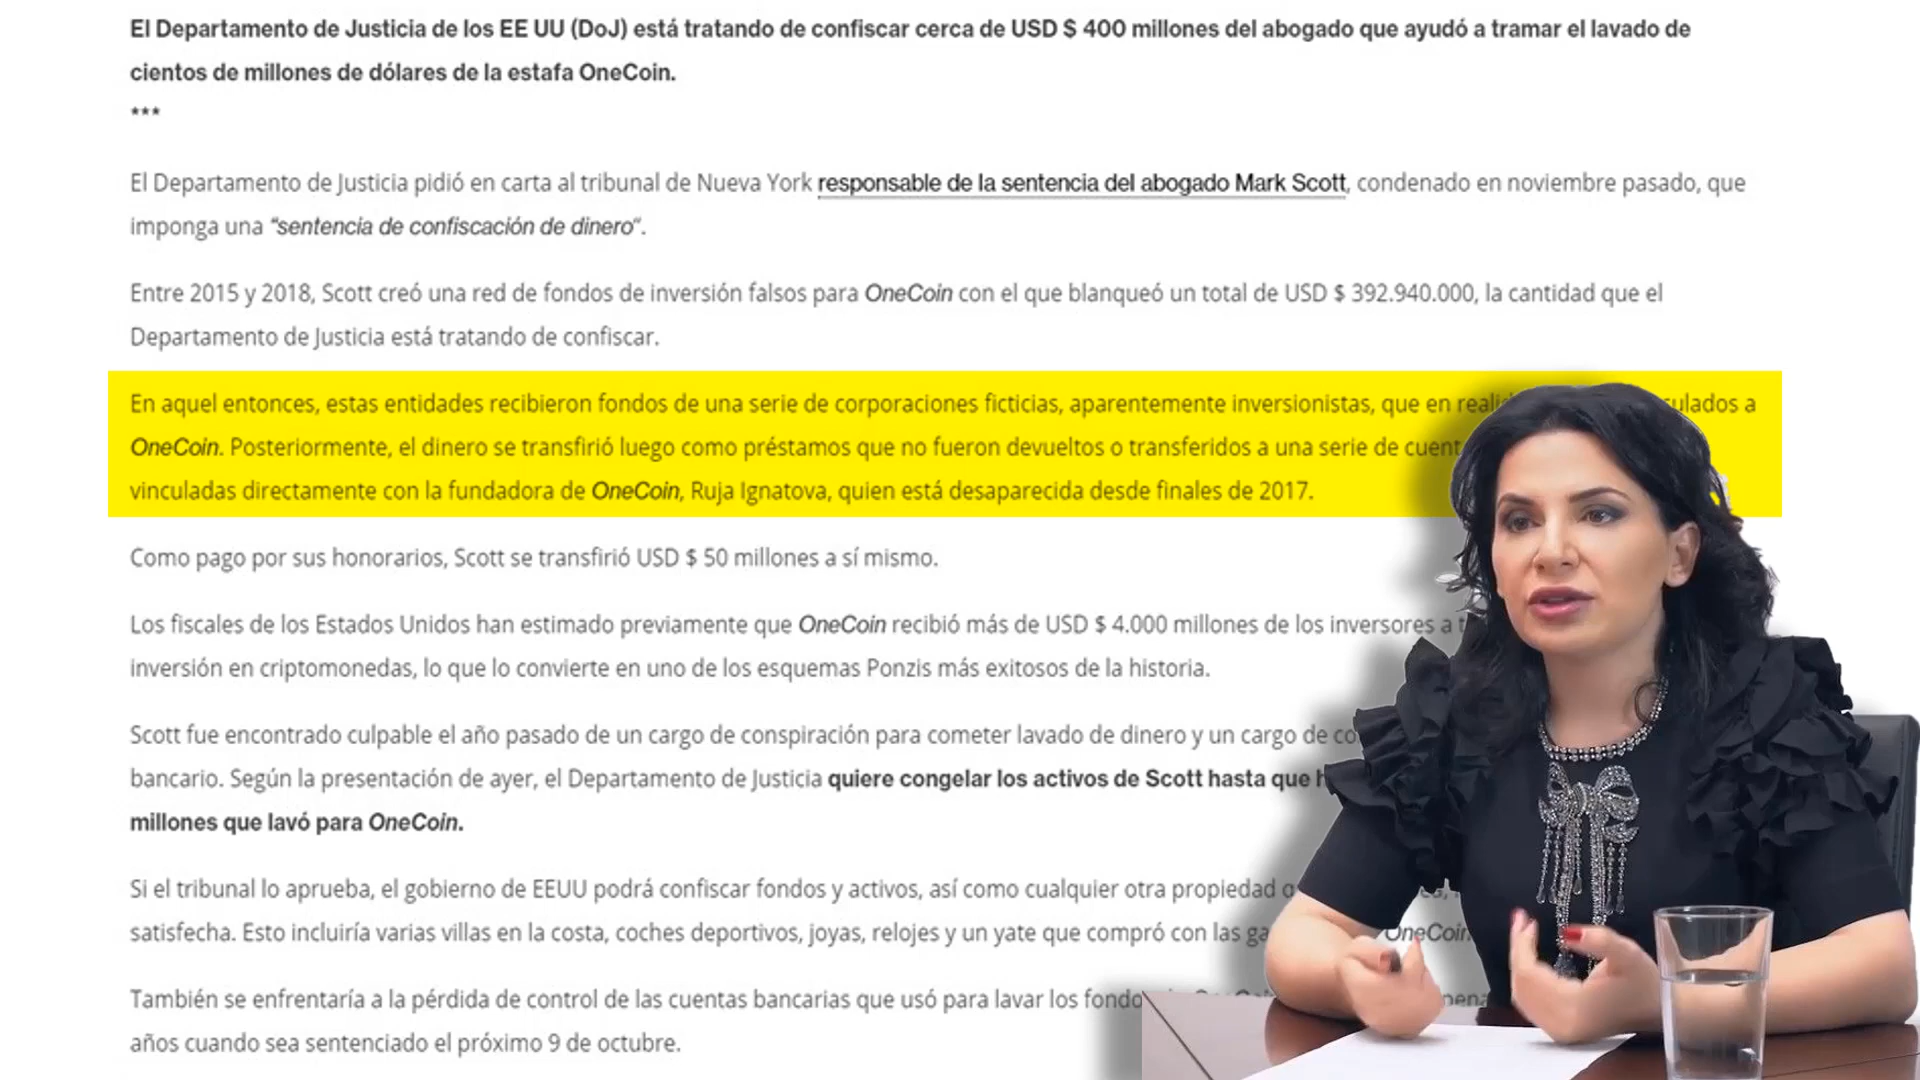 El Departamento de Justicia de los EE UU (DoJ) está tratando de confiscar cerca de USD $ 400 millones del abogado que ayudó a tramar el lavado de
cientos de millones de dólares de la estafa OneCoin.
***
El Departamento de Justicia pidió en carta al tribunal de Nueva York responsable de la sentencia del abogado Mark Scott, condenado en noviembre pasado, que
imponga una “sentencia de confiscación de dinero“.
Entre 2015 y 2018, Scott creó una red de fondos de inversión falsos para OneCoin con el que blanqueó un total de USD $ 392.940.000, la cantidad que el
Departamento de Justicia está tratando de confiscar.
En aquel entonces, estas entidades recibieron fondos de una serie de corporaciones ficticias, aparentemente inversionistas, que en a
OneCoin. Posteriormente, el dinero se transfirió luego como préstamos que no fueron devueltos o transferidos a una serie de
vinculadas directamente con la fundadora de OneCoin, Ruja Ignatova, quien está desaparecida desde finales de 2017.
Como pago por sus honorarios, Scott se transfirió USD $ 50 millones a sí mismo.
Los fiscales de los Estados Unidos han estimado previamente que OneCoin recibió más de USD $ 4.000 millones de los inversores a
inversión en criptomonedas, lo que lo convierte en uno de los esquemas Ponzis más exitosos de la historia.
Scott fue encontrado culpable el año pasado de un cargo de conspiración para cometer lavado de dinero y un cargo de
bancario. Según la presentación de ayer, el Departamento de Justicia quiere congelar los activos de Scott hasta que
millones que lavó para OneCoin.
Si el tribunal lo aprueba, el gobierno de EEUU podrá confiscar fondos y activos, así como cualquier otra propiedad
satisfecha. Esto incluiría varias villas en la costa, coches deportivos, joyas, relojes y un yate que compró con las OneCoin
También se enfrentaría a la pérdida de control de las cuentas bancarias que usó para lavar los
años cuando sea sentenciado el próximo 9 de octubre.